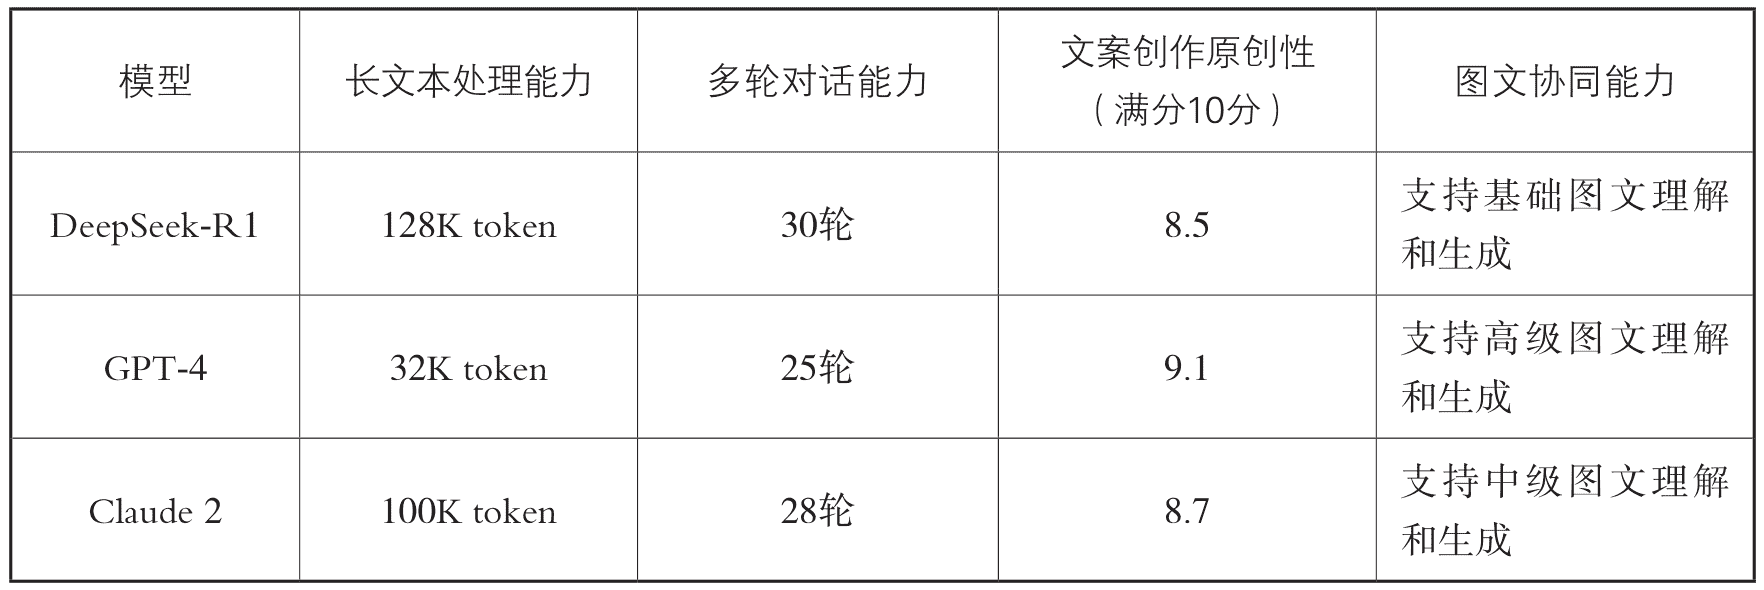 模型
长文本处理能力
多轮对话能力
文案创作原创性
（满分10分）
图文协同能力
DeepSeek-R1
128K token
30轮
8.5
支持基础图文理解
和生成
GPT-4
32K token
25轮
9.1
支持高级图文理解
和生成
Claude 2
100K token
28轮
8.7
支持中级图文理解
和生成